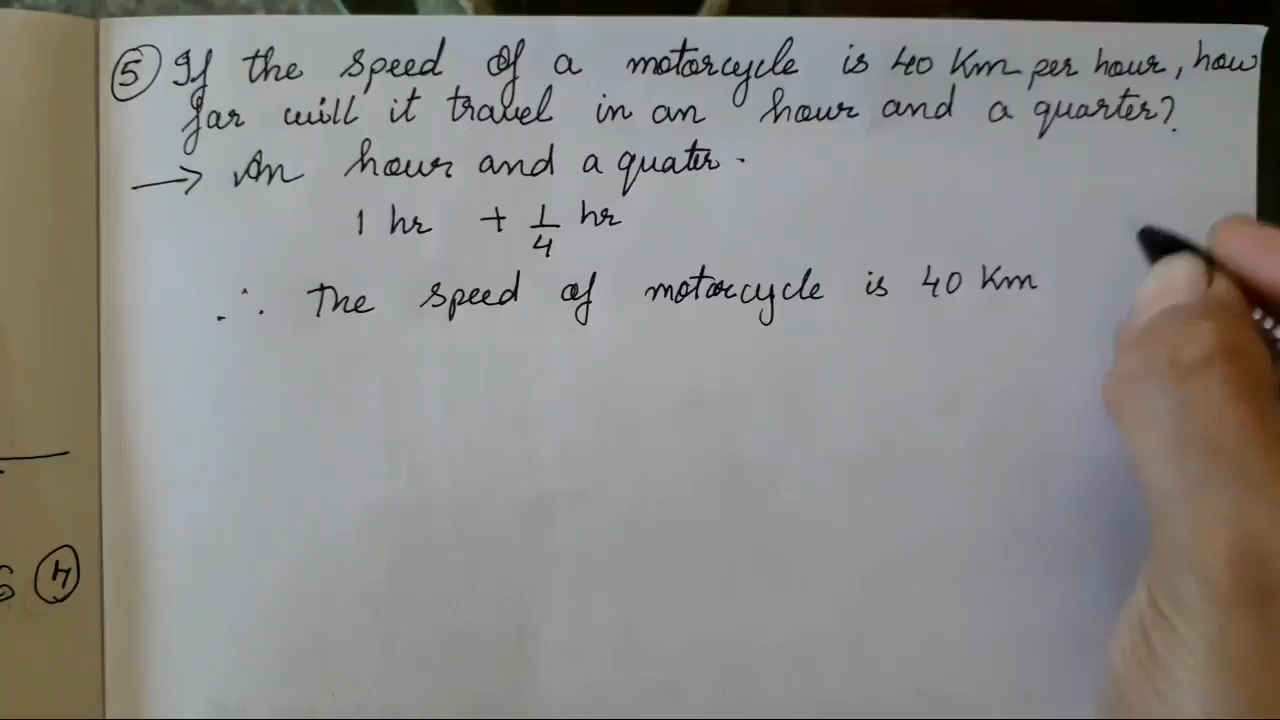 ⑤ If the speed of a motorcycle is 40 Km per hour, how
far will it travel in an hour and a quarter?
→ An hour and a quater.
1 hr + 1/4 hr
∴ The speed of motorcycle is 40 Km
④